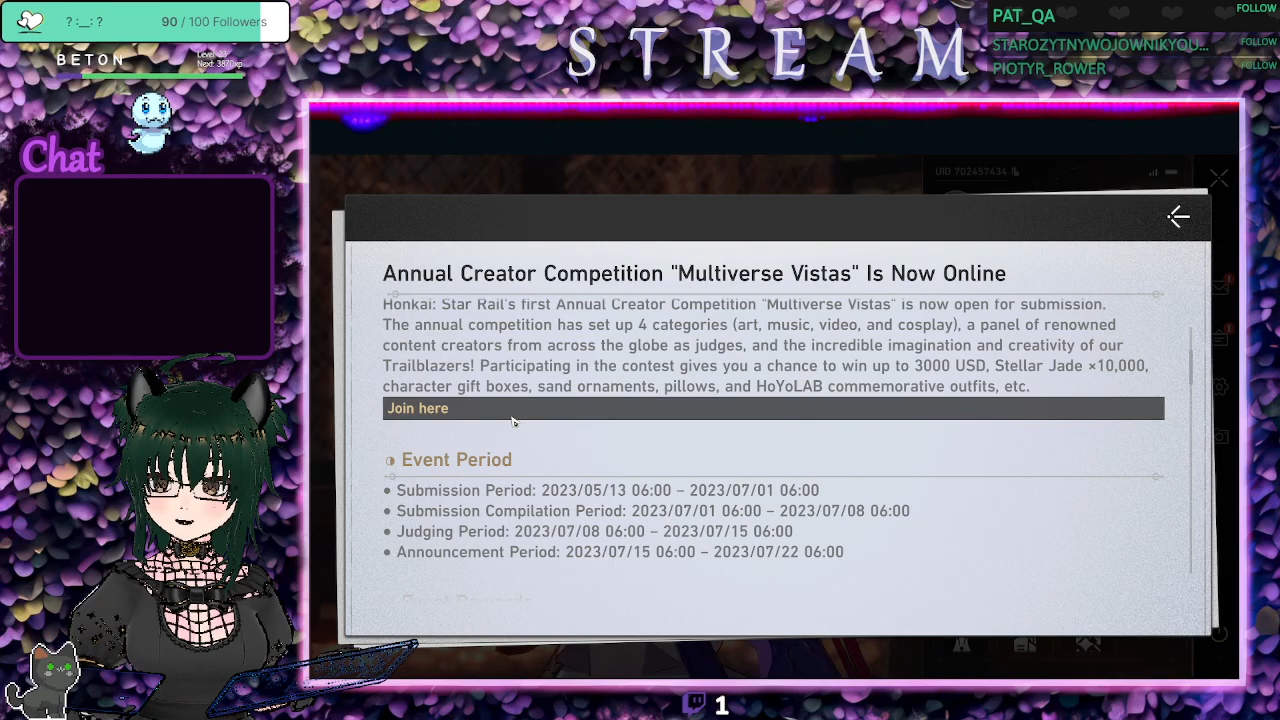 ? :_: ?
90 / 100 Followers
BETON
Level: 23
Next: 3870xp
STREAM
PAT_QA
FOLLOW
STAROZYTNYWOJOWNIKYOU...
FOLLOW
PIOTYR_ROWER
FOLLOW
Chat
UID 702457434
Annual Creator Competition "Multiverse Vistas" Is Now Online
Honkai: Star Rail's First Annual Creator Competition "Multiverse Vistas" is now open for submission.
The annual competition has set up 4 categories (art, music, video, and cosplay), a panel of renowned
content creators from across the globe as judges, and the incredible imagination and creativity of our
Trailblazers! Participating in the contest gives you a chance to win up to 3000 USD, Stellar Jade ×10,000,
character gift boxes, sand ornaments, pillows, and HoYoLAB commemorative outfits, etc.
Join here
Event Period
• Submission Period: 2023/05/13 06:00 – 2023/07/01 06:00
• Submission Compilation Period: 2023/07/01 06:00 – 2023/07/08 06:00
• Judging Period: 2023/07/08 06:00 – 2023/07/15 06:00
• Announcement Period: 2023/07/15 06:00 – 2023/07/22 06:00
1